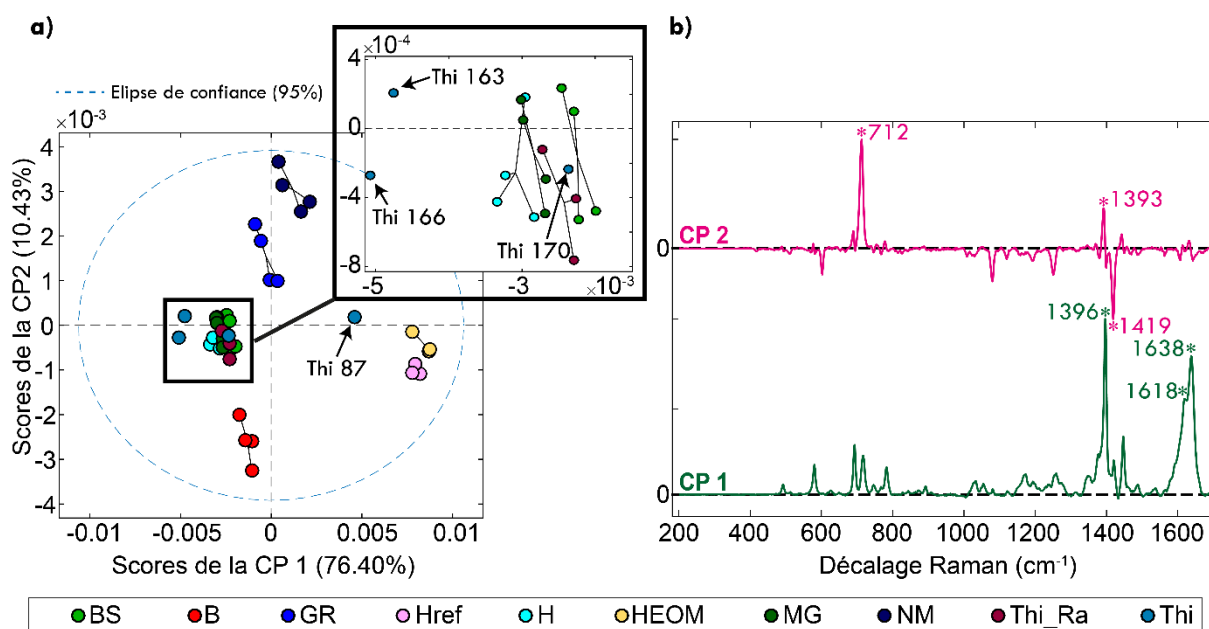 a)
Elipse de confiance (95%)
×10⁻³
4
3
2
1
0
-1
-2
-3
-4
Scores de la CP2 (10.43%)
-0.01
-0.005
0
0.005
0.01
Scores de la CP 1 (76.40%)
Thi 87
×10⁻⁴
4
0
-4
-8
-5
-3
×10⁻³
Thi 163
Thi 166
Thi 170
b)
*712
*1393
0
CP 2
1396*
*1419
1638
*
1618*
0
CP 1
200 400 600 800 1000 1200 1400 1600
Décalage Raman (cm⁻¹)
BS B GR Href H HEOM MG NM Thi_Ra Thi